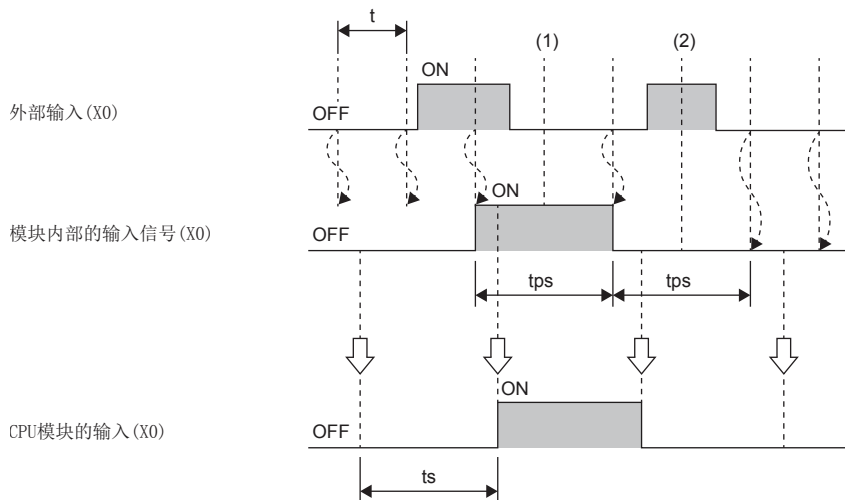 t
(1)
(2)
ON
外部输入(X0)
OFF
ON
模块内部的输入信号(X0)
OFF
tps
tps
ON
CPU模块的输入(X0)
OFF
ts